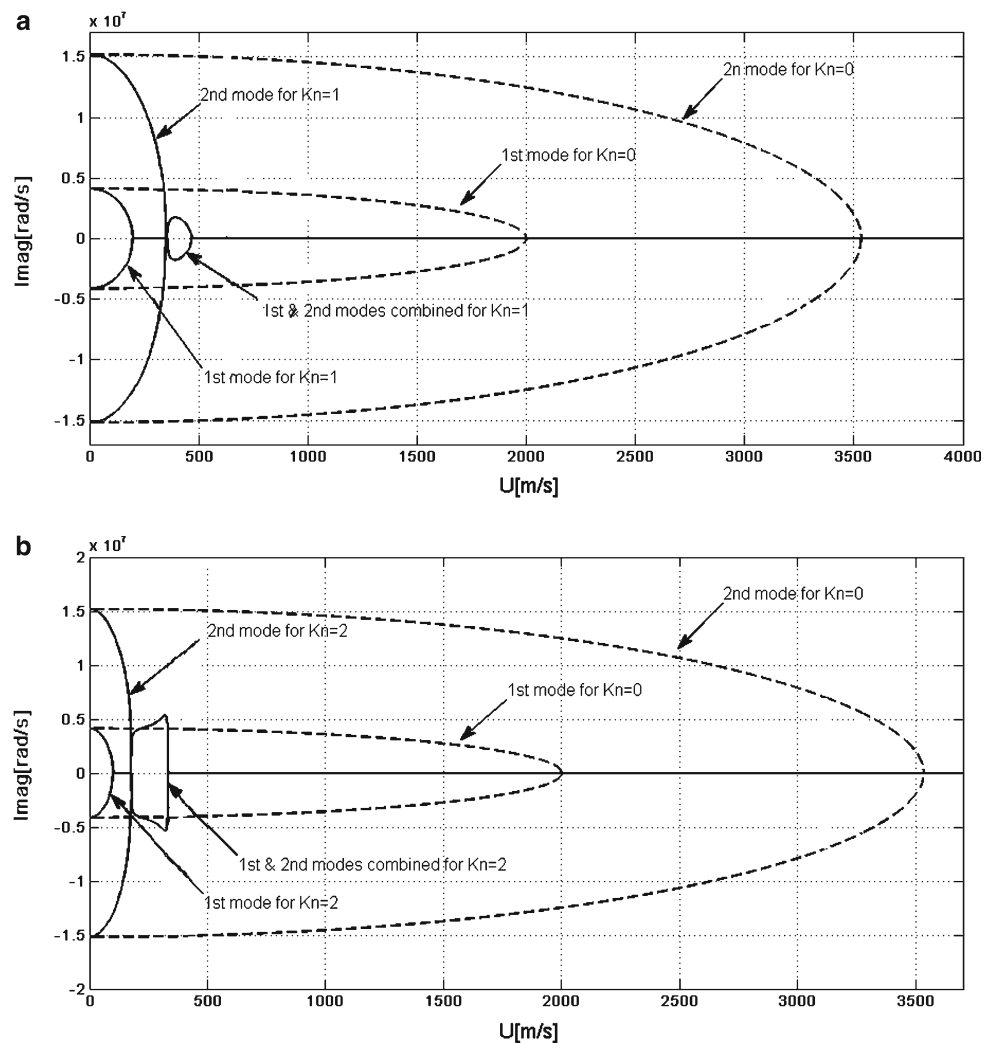 a
x 10⁷
1.5
1
0.5
0
-0.5
-1
-1.5
Imag[rad/s]
2nd mode for Kn=1
2n mode for Kn=0
1st mode for Kn=0
1st & 2nd modes combined for Kn=1
1st mode for Kn=1
0 500 1000 1500 2000 2500 3000 3500 4000
U[m/s]
b
x 10⁷
2
1.5
1
0.5
0
-0.5
-1
-1.5
-2
Imag[rad/s]
2nd mode for Kn=0
2nd mode for Kn=2
1st mode for Kn=0
1st & 2nd modes combined for Kn=2
1st mode for Kn=2
0 500 1000 1500 2000 2500 3000 3500
U[m/s]